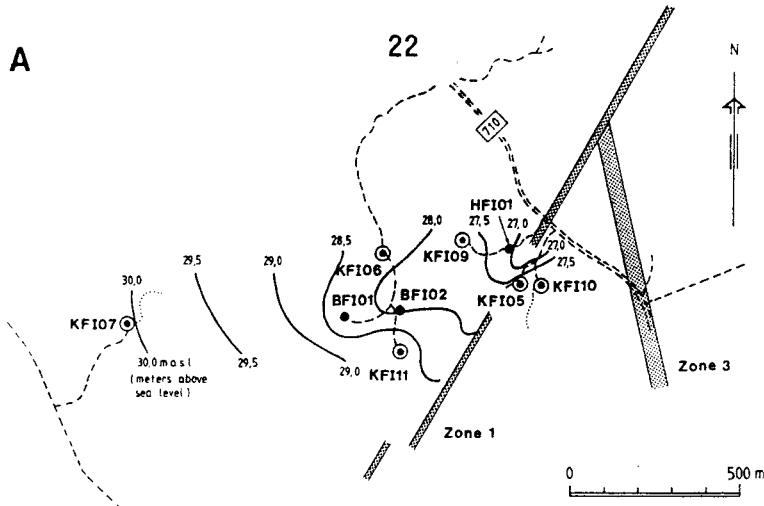 A
22
N
710
HFI01
27,5
27,0
28,0
28,5
KFI09
KFI06
27,0
27,5
29,0
29,5
30,0
KFI05
KFI10
BFI01
BFI02
KFI07
KFI11
30,0 m a. s. l
(meters above
sea level)
29,5
29,0
Zone 3
Zone 1
0
500 m